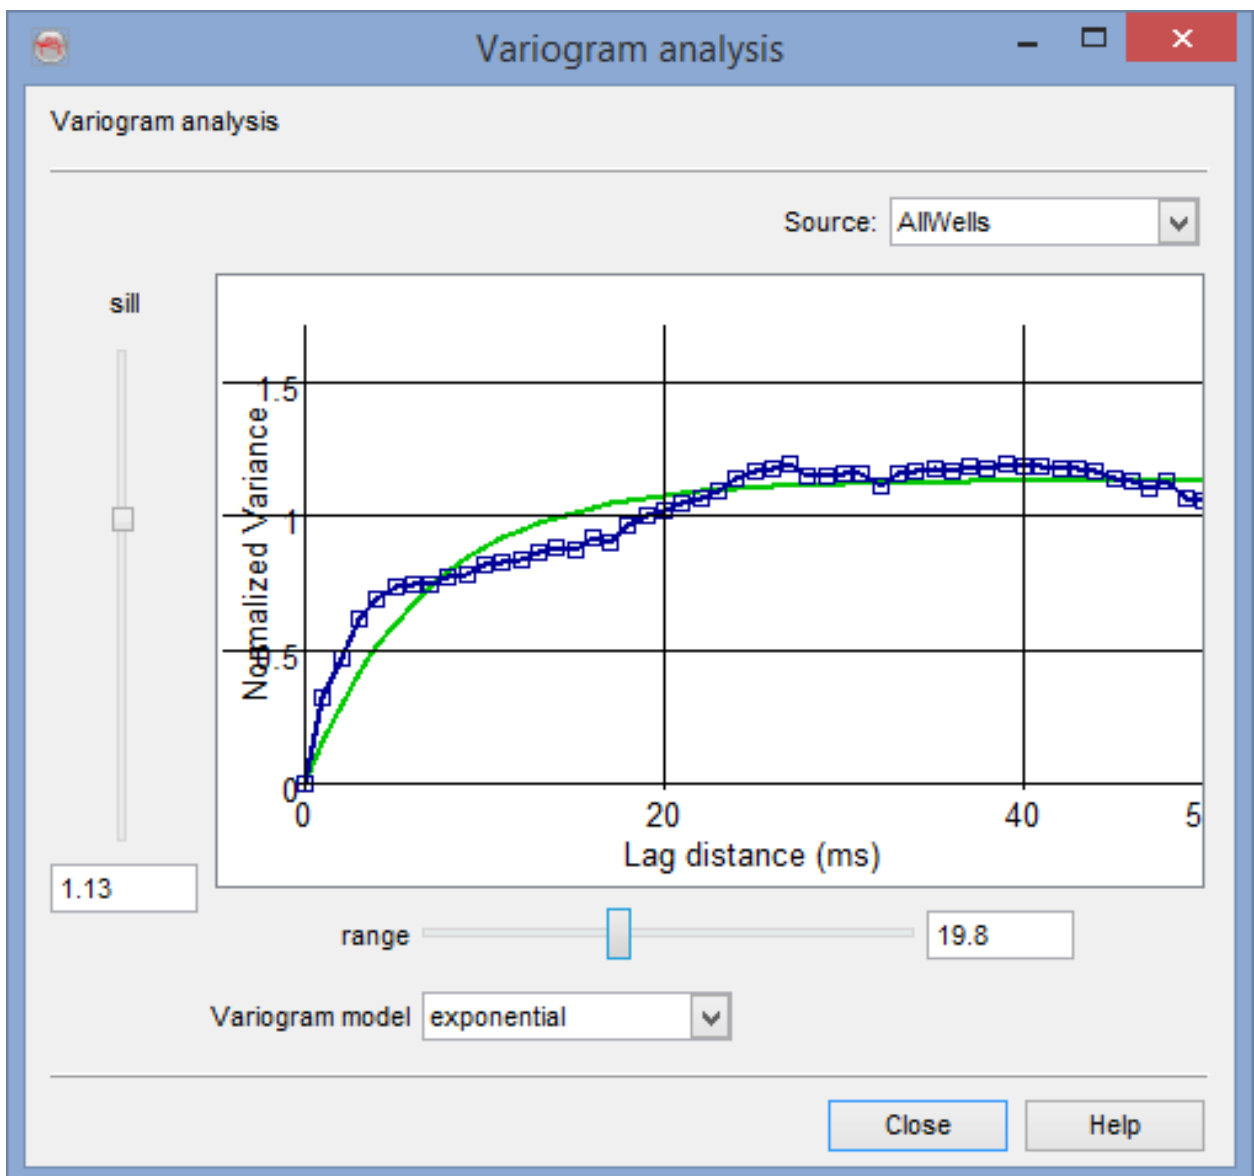 Variogram analysis
Variogram analysis
Source: AllWells
sill
1.5
1
0.5
0
Normalized Variance
0 20 40 5
Lag distance (ms)
1.13
range 19.8
Variogram model exponential
Close Help